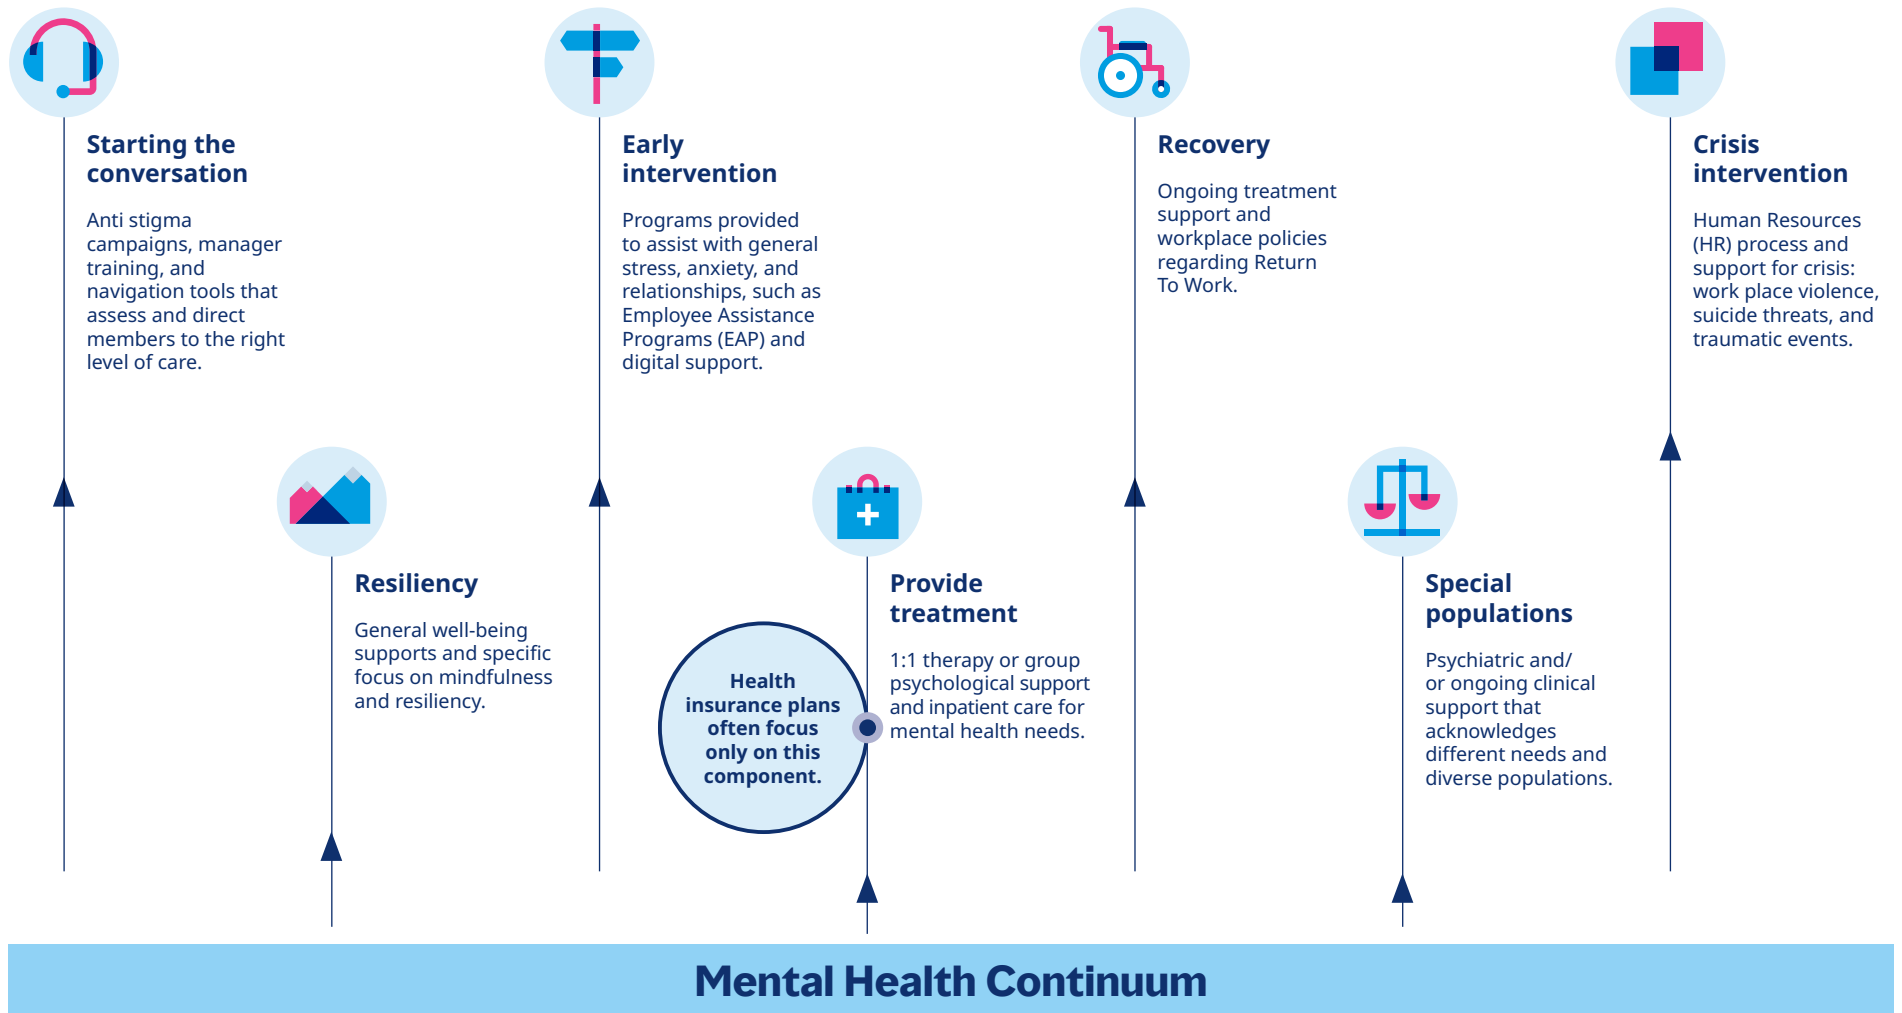 Starting the
conversation
Anti stigma
campaigns, manager
training, and
navigation tools that
assess and direct
members to the right
level of care.
Resiliency
General well-being
supports and specific
focus on mindfulness
and resiliency.
Early
intervention
Programs provided
to assist with general
stress, anxiety, and
relationships, such as
Employee Assistance
Programs (EAP) and
digital support.
Health
insurance plans
often focus
only on this
component.
Provide
treatment
1:1 therapy or group
psychological support
and inpatient care for
mental health needs.
Recovery
Ongoing treatment
support and
workplace policies
regarding Return
To Work.
Special
populations
Psychiatric and/
or ongoing clinical
support that
acknowledges
different needs and
diverse populations.
Crisis
intervention
Human Resources
(HR) process and
support for crisis:
work place violence,
suicide threats, and
traumatic events.
Mental Health Continuum